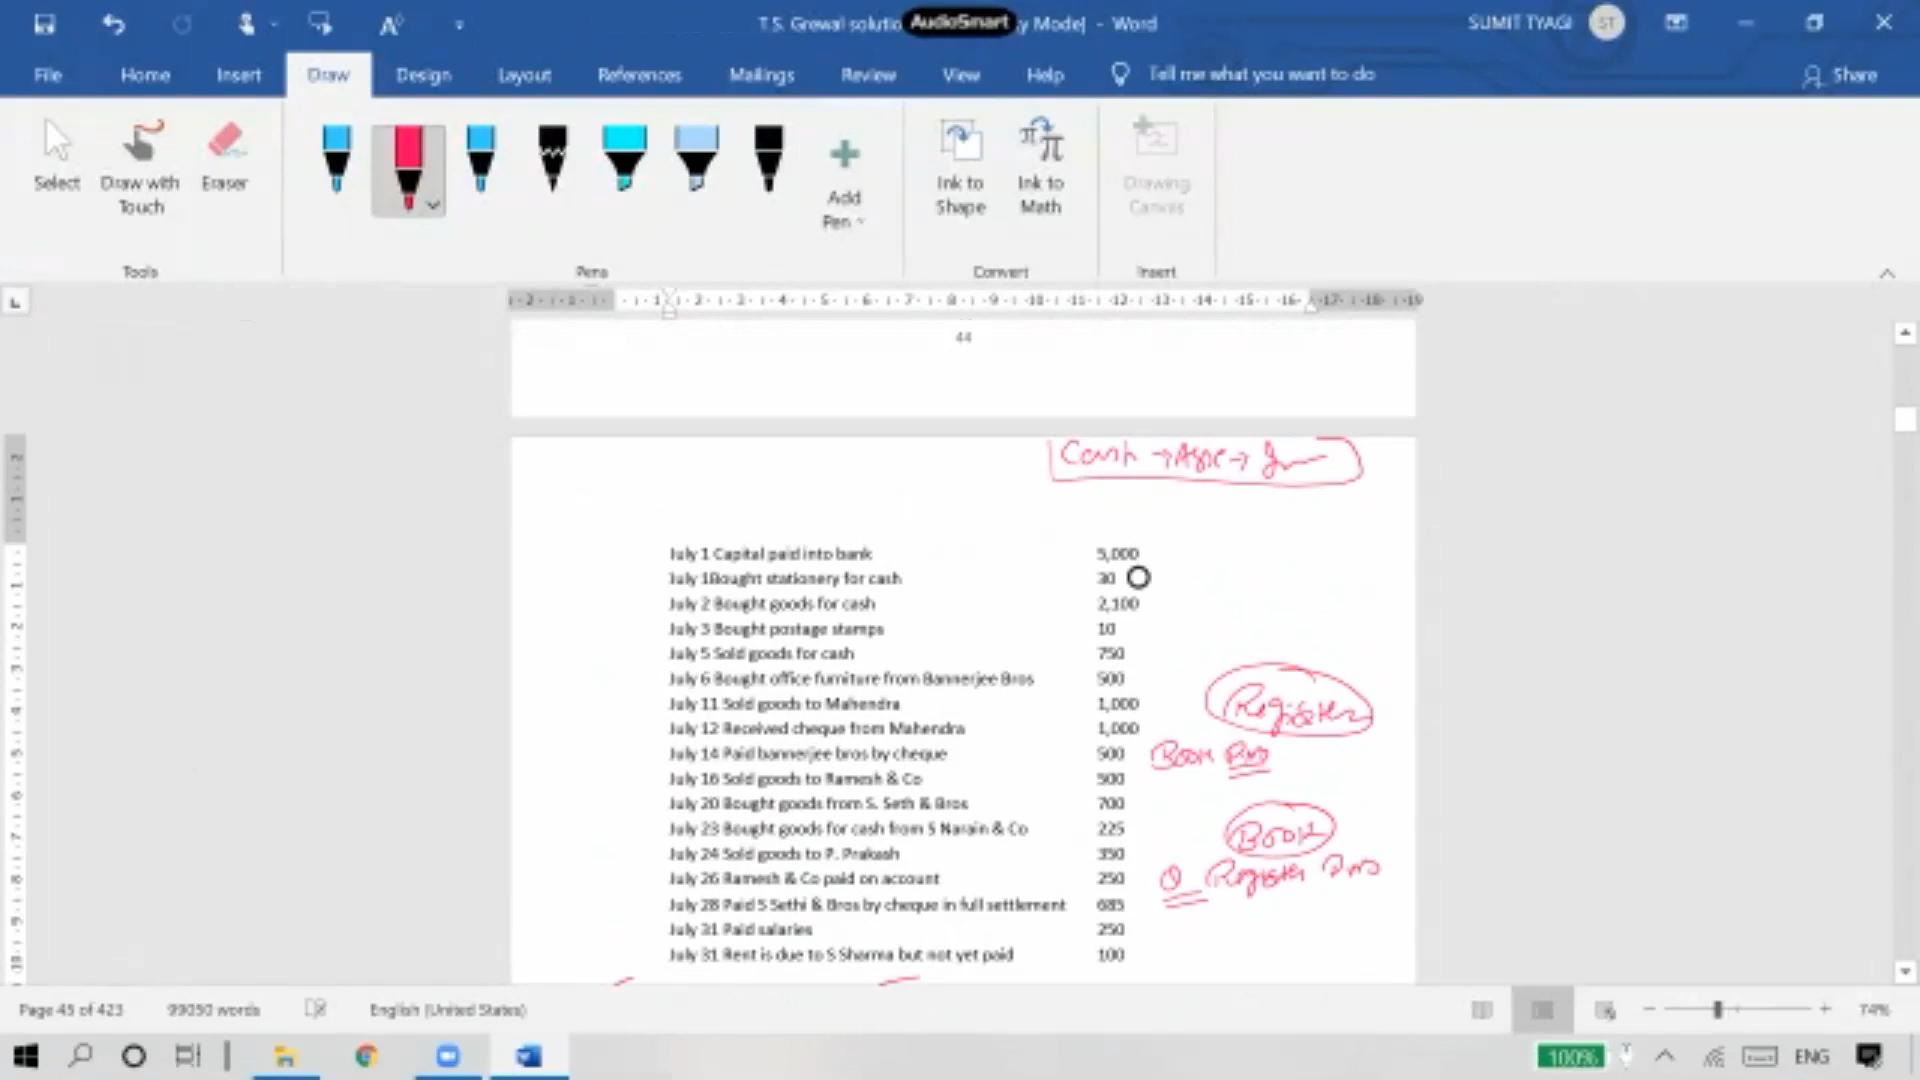 T.S. Grewal solutio AudioSmart y Mode] - Word SUMIT TYAGI ST
File Home Insert Draw Design Layout References Mailings Review View Help Tell me what you want to do Share
Select Draw with Touch Eraser Add Pen Ink to Shape Ink to Math Drawing Canvas
Tools Pens Convert Insert
44
Cash
July 1 Capital paid into bank 5,000
July 1Bought stationery for cash 30
July 2 Bought goods for cash 2,100
July 3 Bought postage stamps 10
July 5 Sold goods for cash 750
July 6 Bought office furniture from Bannerjee Bros 500
July 11 Sold goods to Mahendra 1,000
Register
July 12 Received cheque from Mahendra 1,000
July 14 Paid bannerjee bros by cheque 500 Book
July 16 Sold goods to Ramesh & Co 500
July 20 Bought goods from S. Seth & Bros 700
July 23 Bought goods for cash from S Narain & Co 225 Book
July 24 Sold goods to P. Prakash 350
July 26 Ramesh & Co paid on account 250 Register
July 28 Paid S Sethi & Bros by cheque in full settlement 685
July 31 Paid salaries 250
July 31 Rent is due to S Sharma but not yet paid 100
Page 45 of 423 99050 words English (United States) 74%
100% ENG